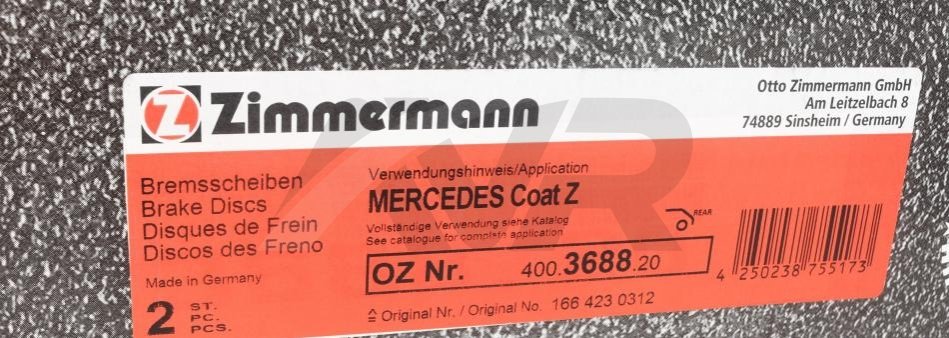 Z Zimmermann
Otto Zimmermann GmbH
Am Leitzelbach 8
74889 Sinsheim / Germany
Bremsscheiben
Brake Discs
Disques de Frein
Discos des Freno
Made in Germany
2 ST.
PC.
PCS.
Verwendungshinweis/Application
MERCEDES Coat Z
Vollständige Verwendung siehe Katalog
See catalogue for complete application
REAR
OZ Nr. 400.3688.20
≙ Original Nr. / Original No. 166 423 0312
4 250238 755173